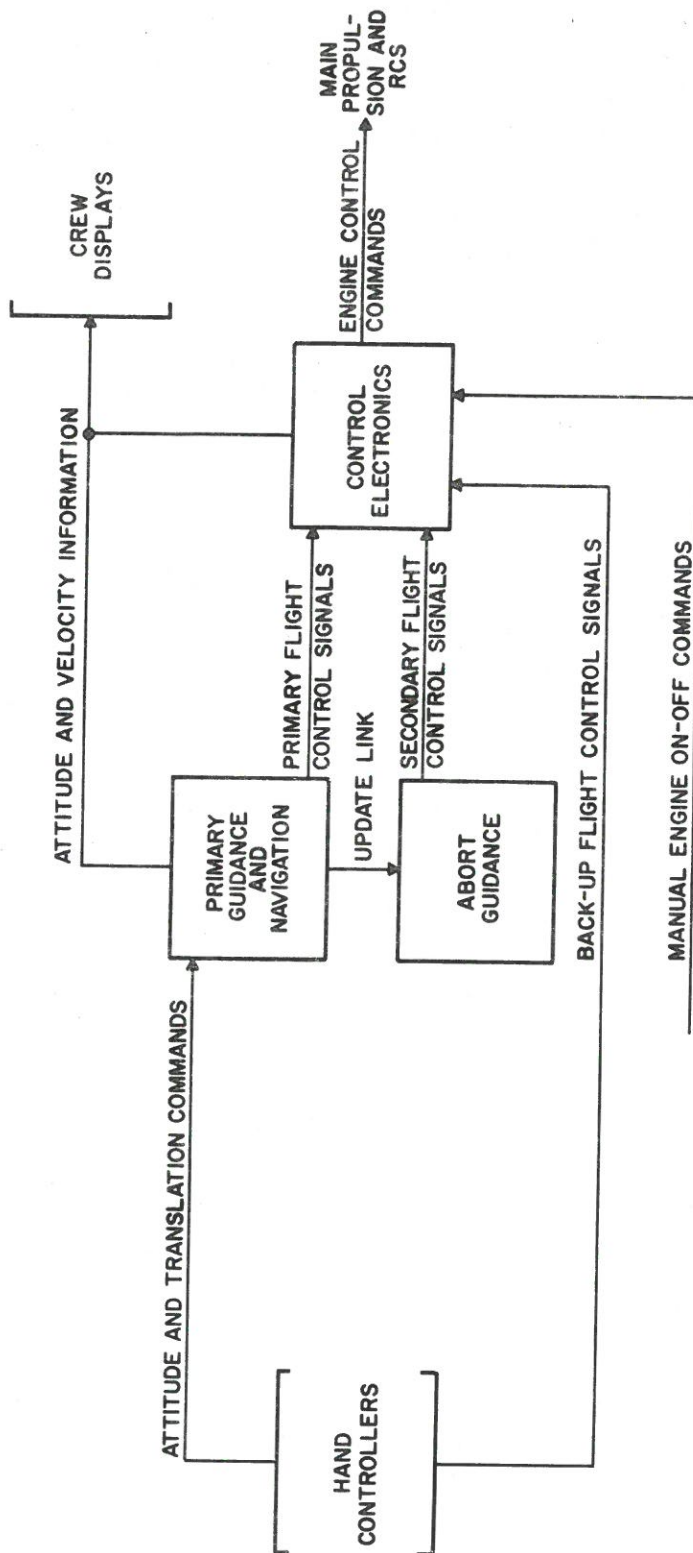 CREW
DISPLAYS
ATTITUDE AND VELOCITY INFORMATION
ATTITUDE AND TRANSLATION COMMANDS
HAND
CONTROLLERS
PRIMARY
GUIDANCE
AND
NAVIGATION
PRIMARY FLIGHT
CONTROL SIGNALS
UPDATE LINK
ABORT
GUIDANCE
SECONDARY FLIGHT
CONTROL SIGNALS
CONTROL
ELECTRONICS
ENGINE CONTROL
COMMANDS
MAIN
PROPUL-
SION AND
RCS
BACK-UP FLIGHT CONTROL SIGNALS
MANUAL ENGINE ON-OFF COMMANDS